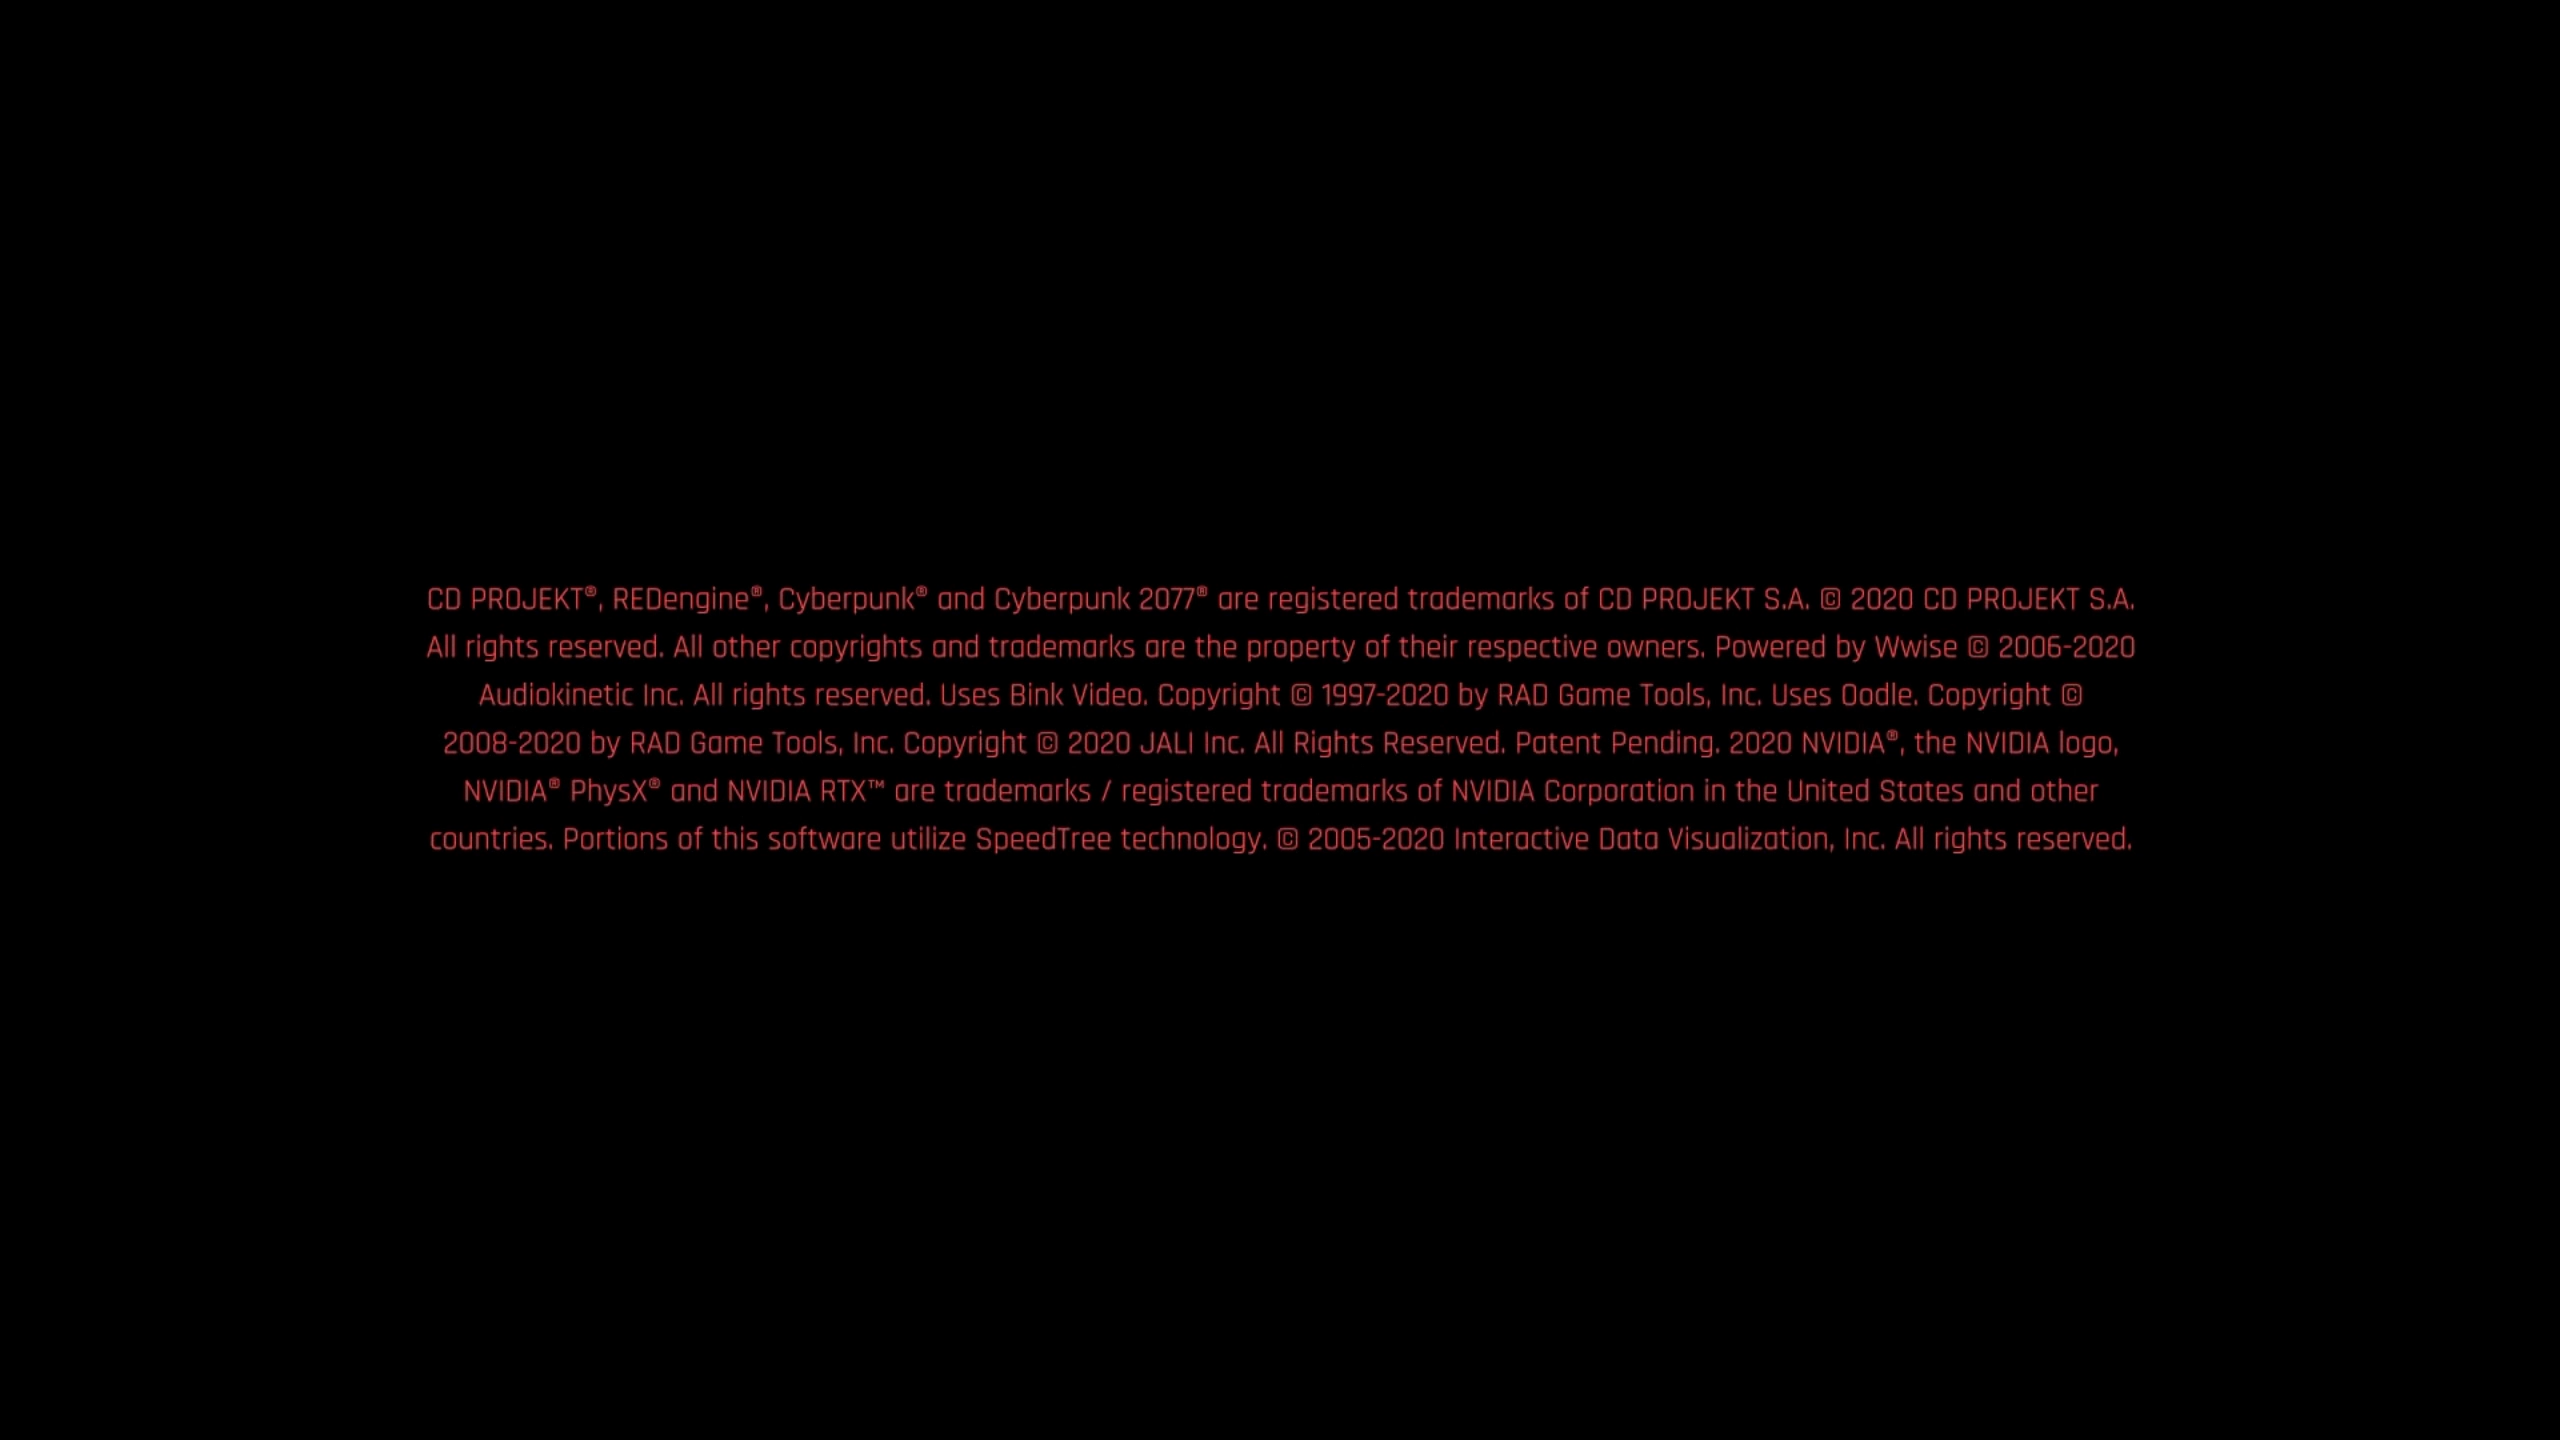 CD PROJEKT®, REDengine®, Cyberpunk® and Cyberpunk 2077® are registered trademarks of CD PROJEKT S.A. © 2020 CD PROJEKT S.A.
All rights reserved. All other copyrights and trademarks are the property of their respective owners. Powered by Wwise © 2006-2020
Audiokinetic Inc. All rights reserved. Uses Bink Video. Copyright © 1997-2020 by RAD Game Tools, Inc. Uses Oodle. Copyright ©
2008-2020 by RAD Game Tools, Inc. Copyright © 2020 JALI Inc. All Rights Reserved. Patent Pending. 2020 NVIDIA®, the NVIDIA logo,
NVIDIA® PhysX® and NVIDIA RTX™ are trademarks / registered trademarks of NVIDIA Corporation in the United States and other
countries. Portions of this software utilize SpeedTree technology. © 2005-2020 Interactive Data Visualization, Inc. All rights reserved.